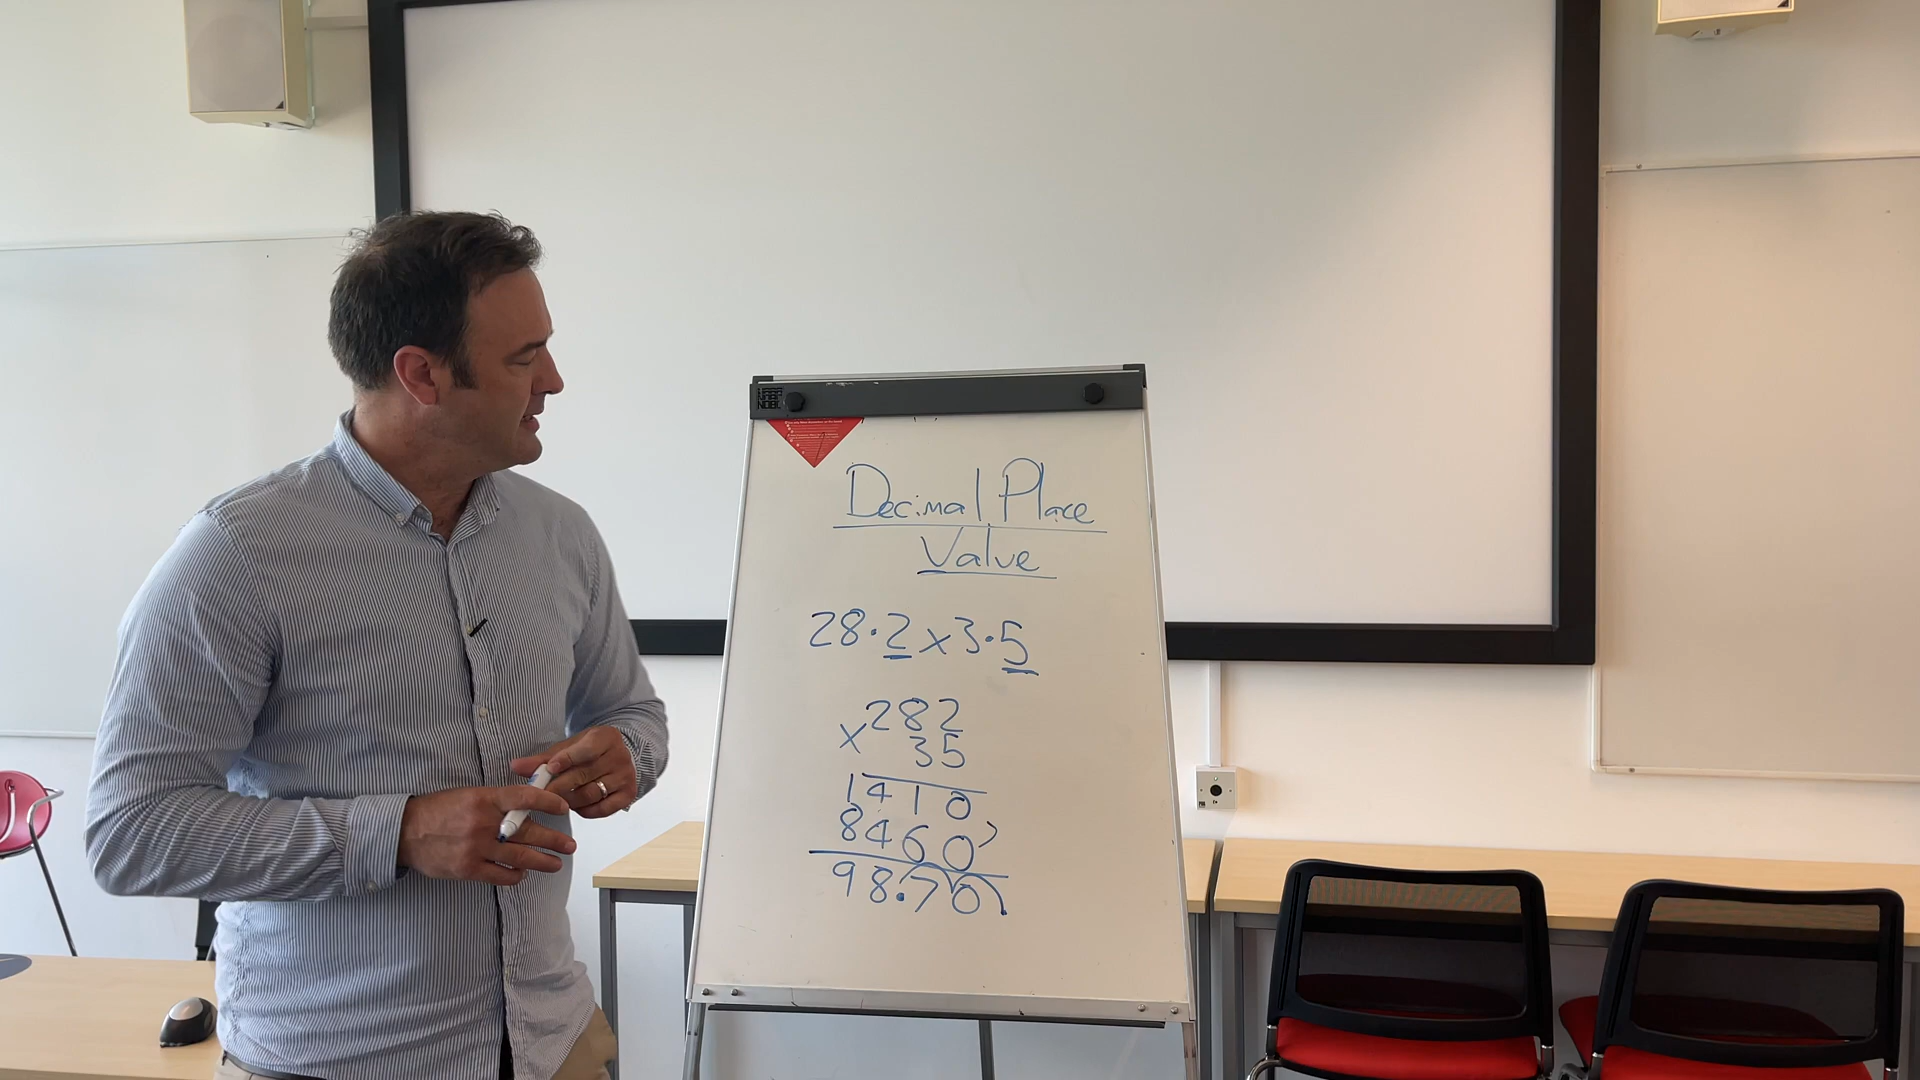 Decimal Place
Value
28.2 x 3.5
282
x 35
1410
8460
98.70